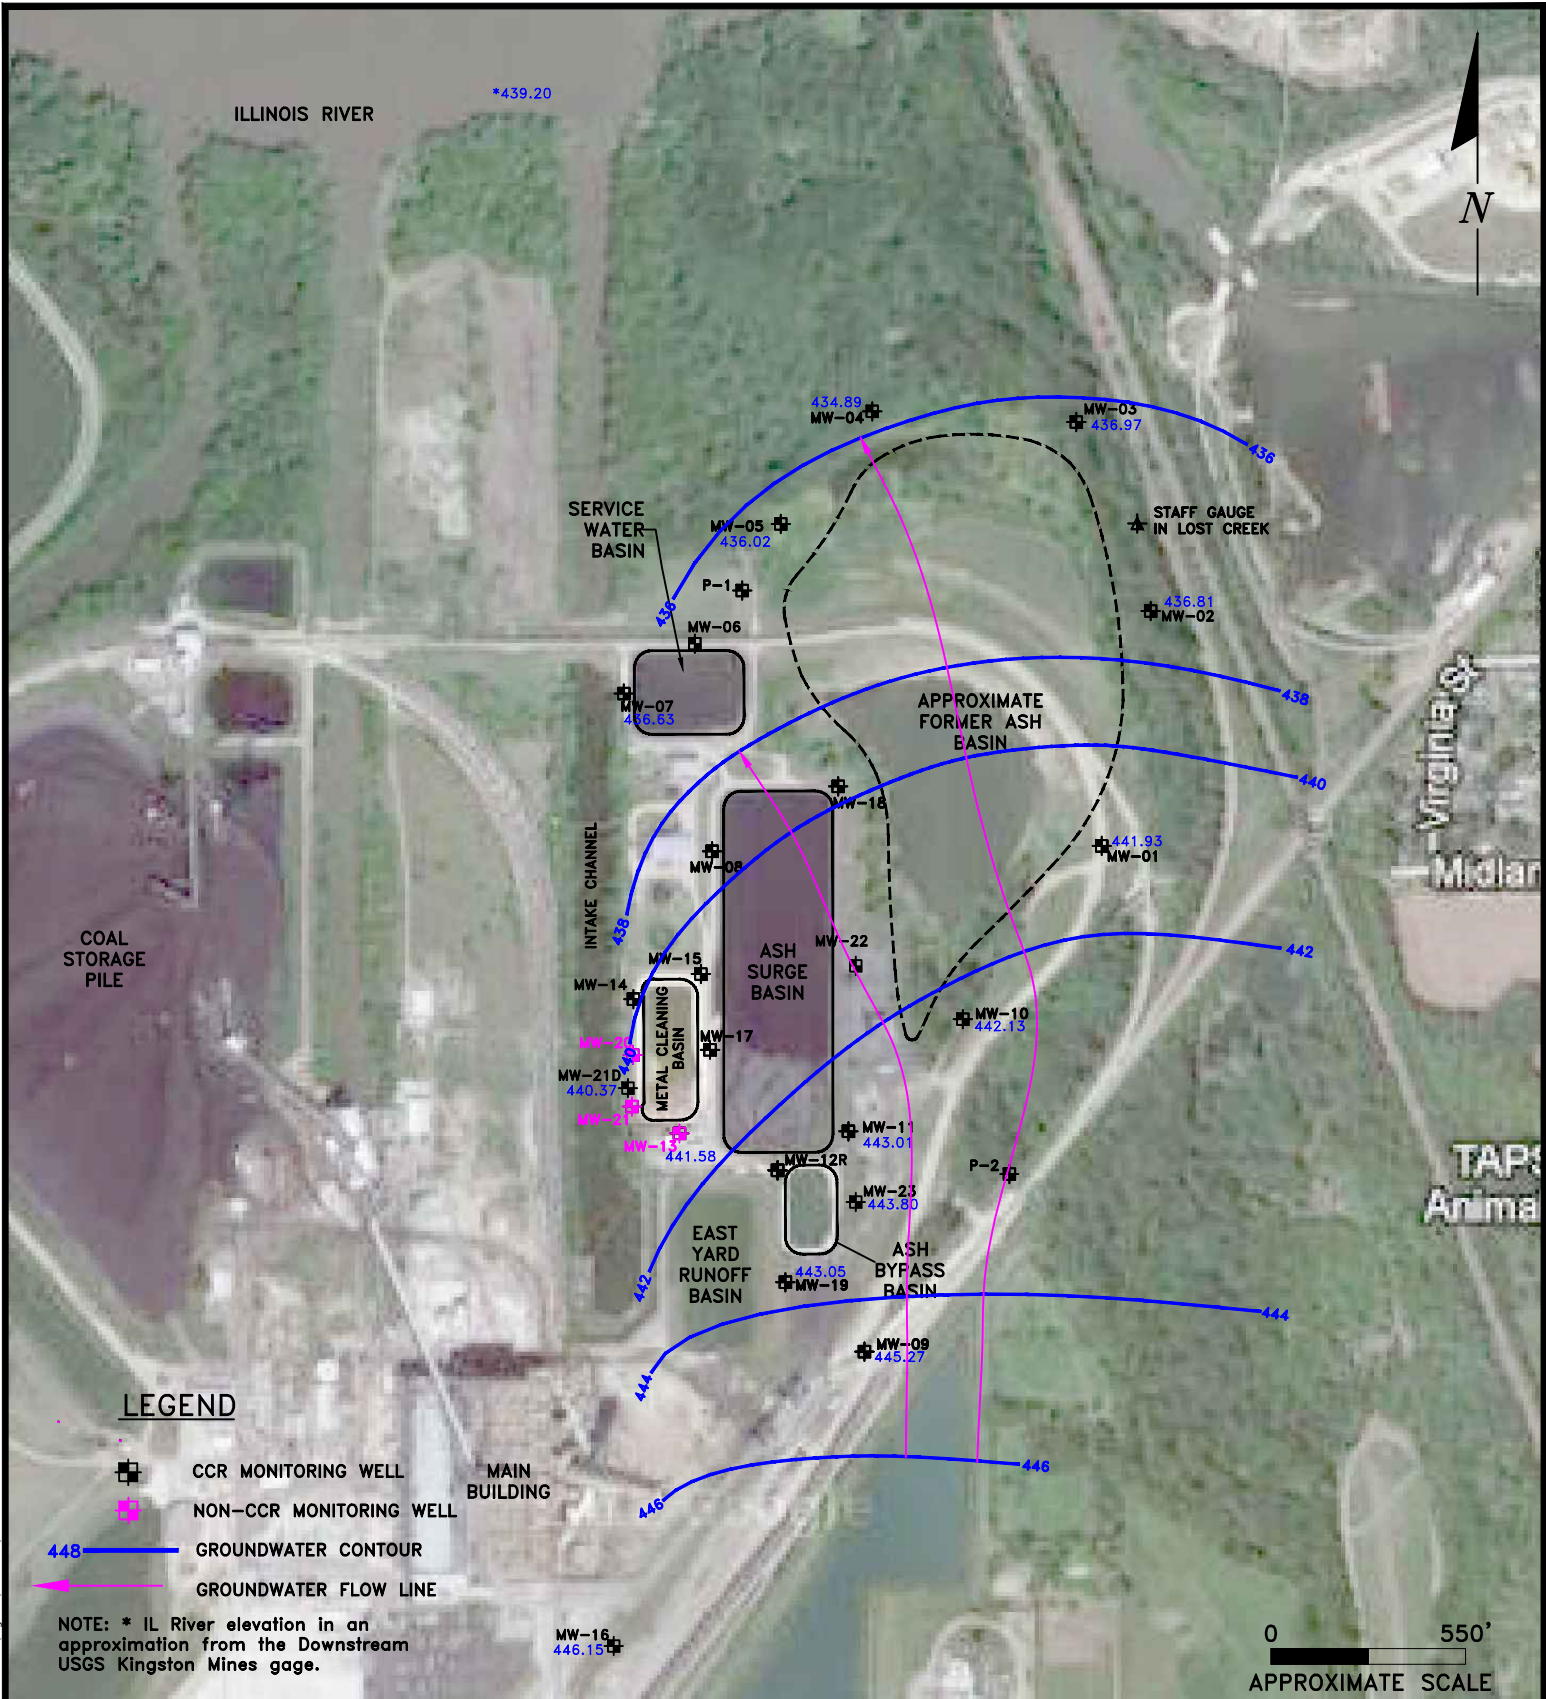 *439.20
ILLINOIS RIVER
N
434.89
MW-04
MW-03
436.97
436
SERVICE
WATER
BASIN
MW-05
436.02
STAFF GAUGE
IN LOST CREEK
P-1
436
436.81
MW-02
MW-06
MW-07
436.63
438
APPROXIMATE
FORMER ASH
BASIN
Virginia St
440
MW-18
441.93
MW-01
MW-08
INTAKE CHANNEL
438
COAL
STORAGE
PILE
MW-22
442
MW-15
ASH
SURGE
BASIN
MW-14
METAL CLEANING
BASIN
MW-10
442.13
MW-17
MW-20
440
MW-21D
440.37
MW-21
MW-13
441.58
MW-11
443.01
MW-12R
P-2
TAPS
Anima
MW-23
443.80
EAST
YARD
RUNOFF
BASIN
ASH
BYPASS
BASIN
442
443.05
MW-19
444
MW-09
445.27
444
446
446
MAIN
BUILDING
LEGEND
CCR MONITORING WELL
NON-CCR MONITORING WELL
448 GROUNDWATER CONTOUR
GROUNDWATER FLOW LINE
NOTE: * IL River elevation in an
approximation from the Downstream
USGS Kingston Mines gage.
MW-16
446.15
0 550'
APPROXIMATE SCALE